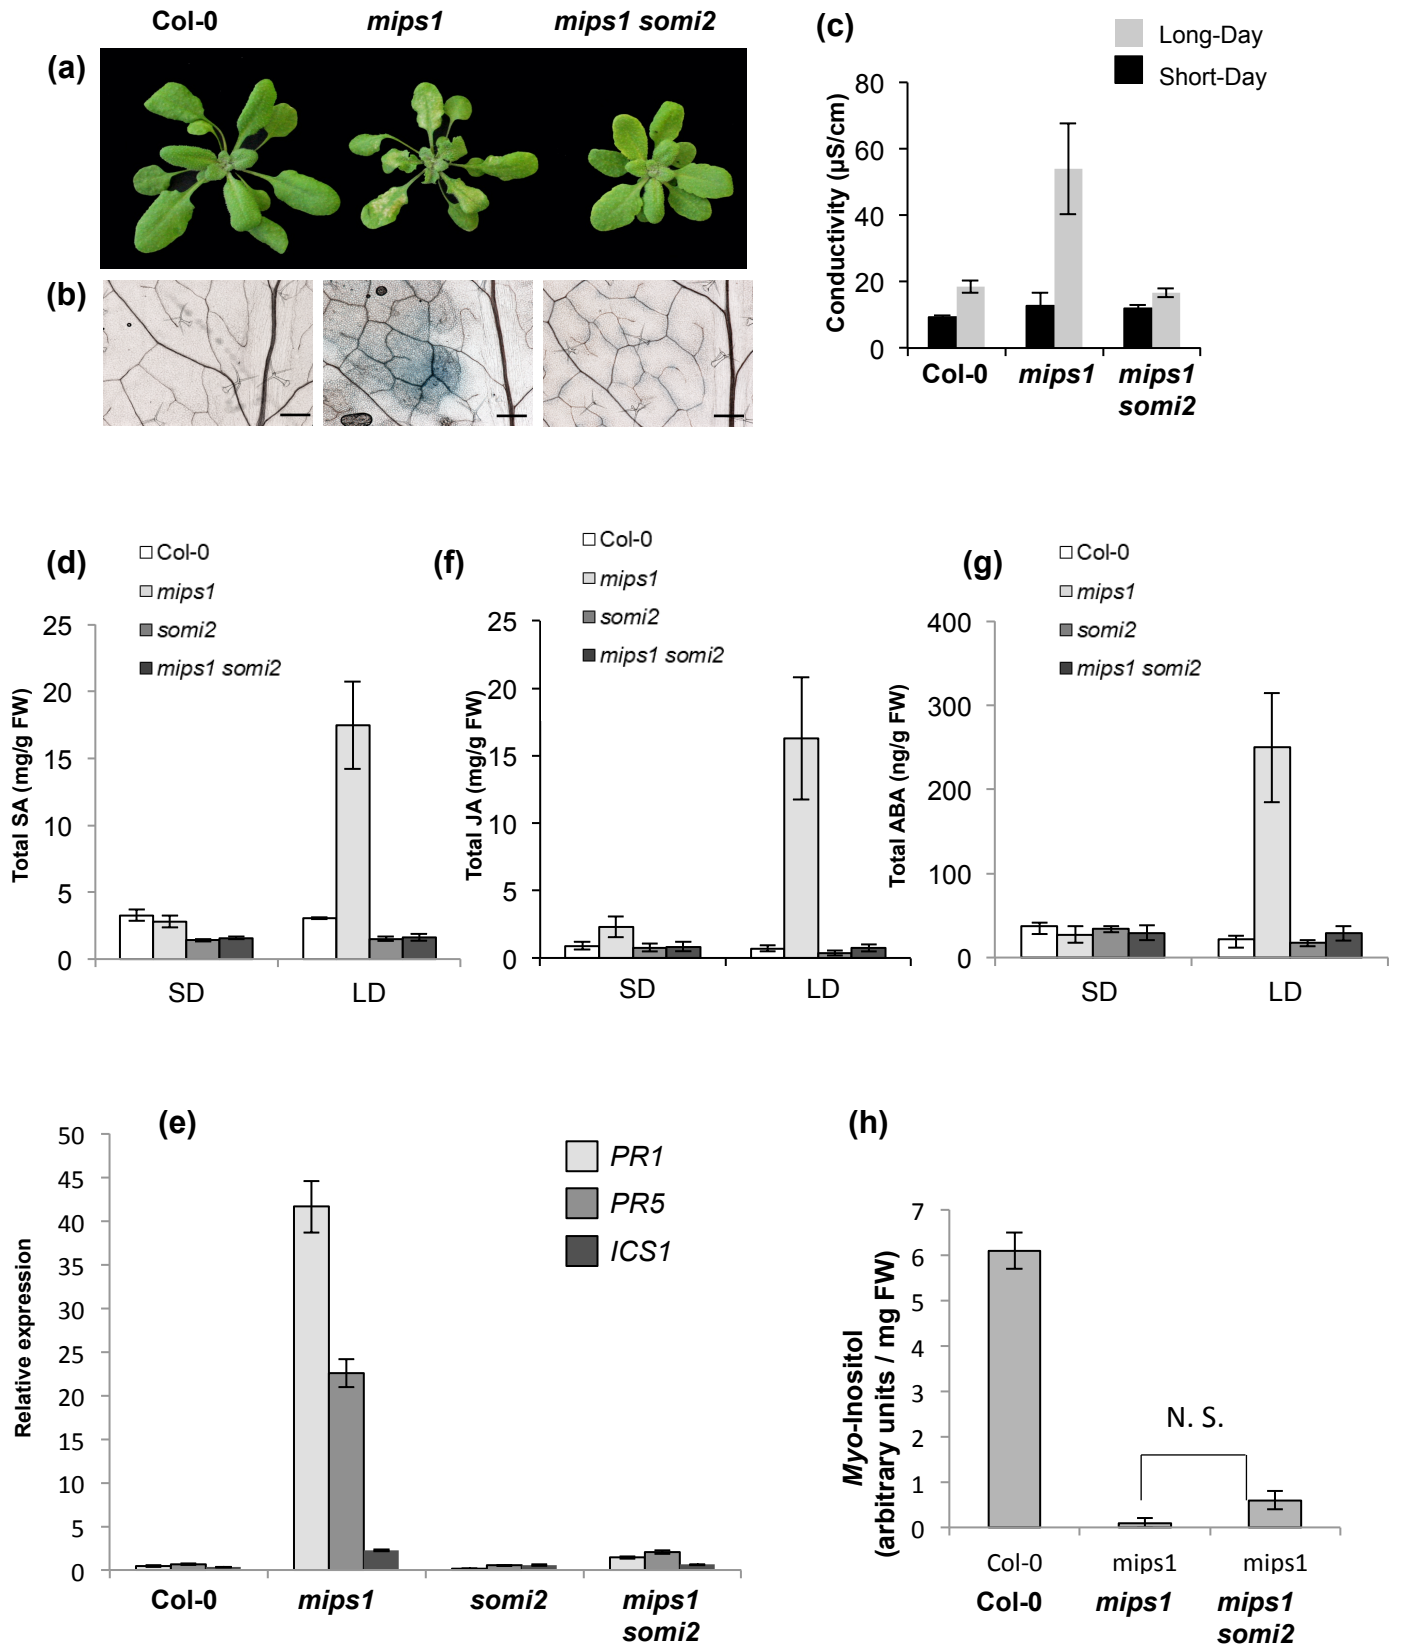 Col-0 mips1 mips1 somi2
(a)
(b)
(c)
Long-Day
Short-Day
Conductivity (µS/cm)
80
60
40
20
0
Col-0 mips1 mips1
somi2
(d)
Col-0
mips1
somi2
mips1 somi2
Total SA (mg/g FW)
25
20
15
10
5
0
SD LD
(f)
Col-0
mips1
somi2
mips1 somi2
Total JA (mg/g FW)
25
20
15
10
5
0
SD LD
(g)
Col-0
mips1
somi2
mips1 somi2
Total ABA (ng/g FW)
400
300
200
100
0
SD LD
(e)
PR1
PR5
ICS1
Relative expression
50
45
40
35
30
25
20
15
10
5
0
Col-0 mips1 somi2 mips1
somi2
(h)
Myo-Inositol
(arbitrary units / mg FW)
7
6
5
4
3
2
1
0
N. S.
Col-0 mips1 mips1
Col-0 mips1 mips1
somi2